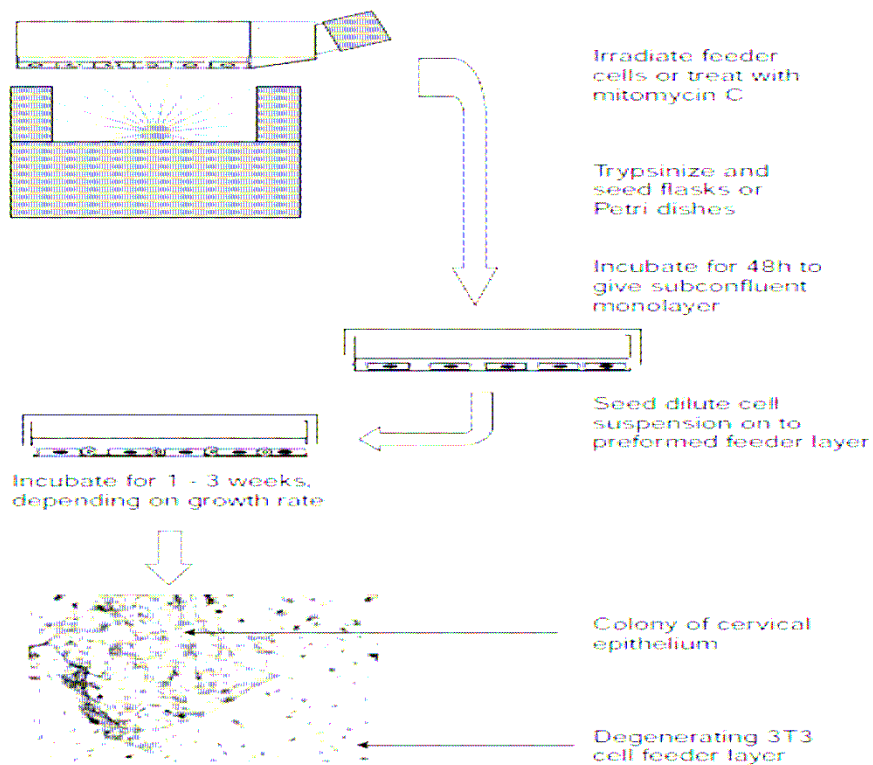 Irradiate feeder
cells or treat with
mitomycin C
Trypsinize and
seed flasks or
Petri dishes
Incubate for 48h to
give subconfluent
monolayer
Seed dilute cell
suspension on to
preformed feeder layer
Incubate for 1 - 3 weeks,
depending on growth rate
Colony of cervical
epithelium
Degenerating 3T3
cell feeder layer